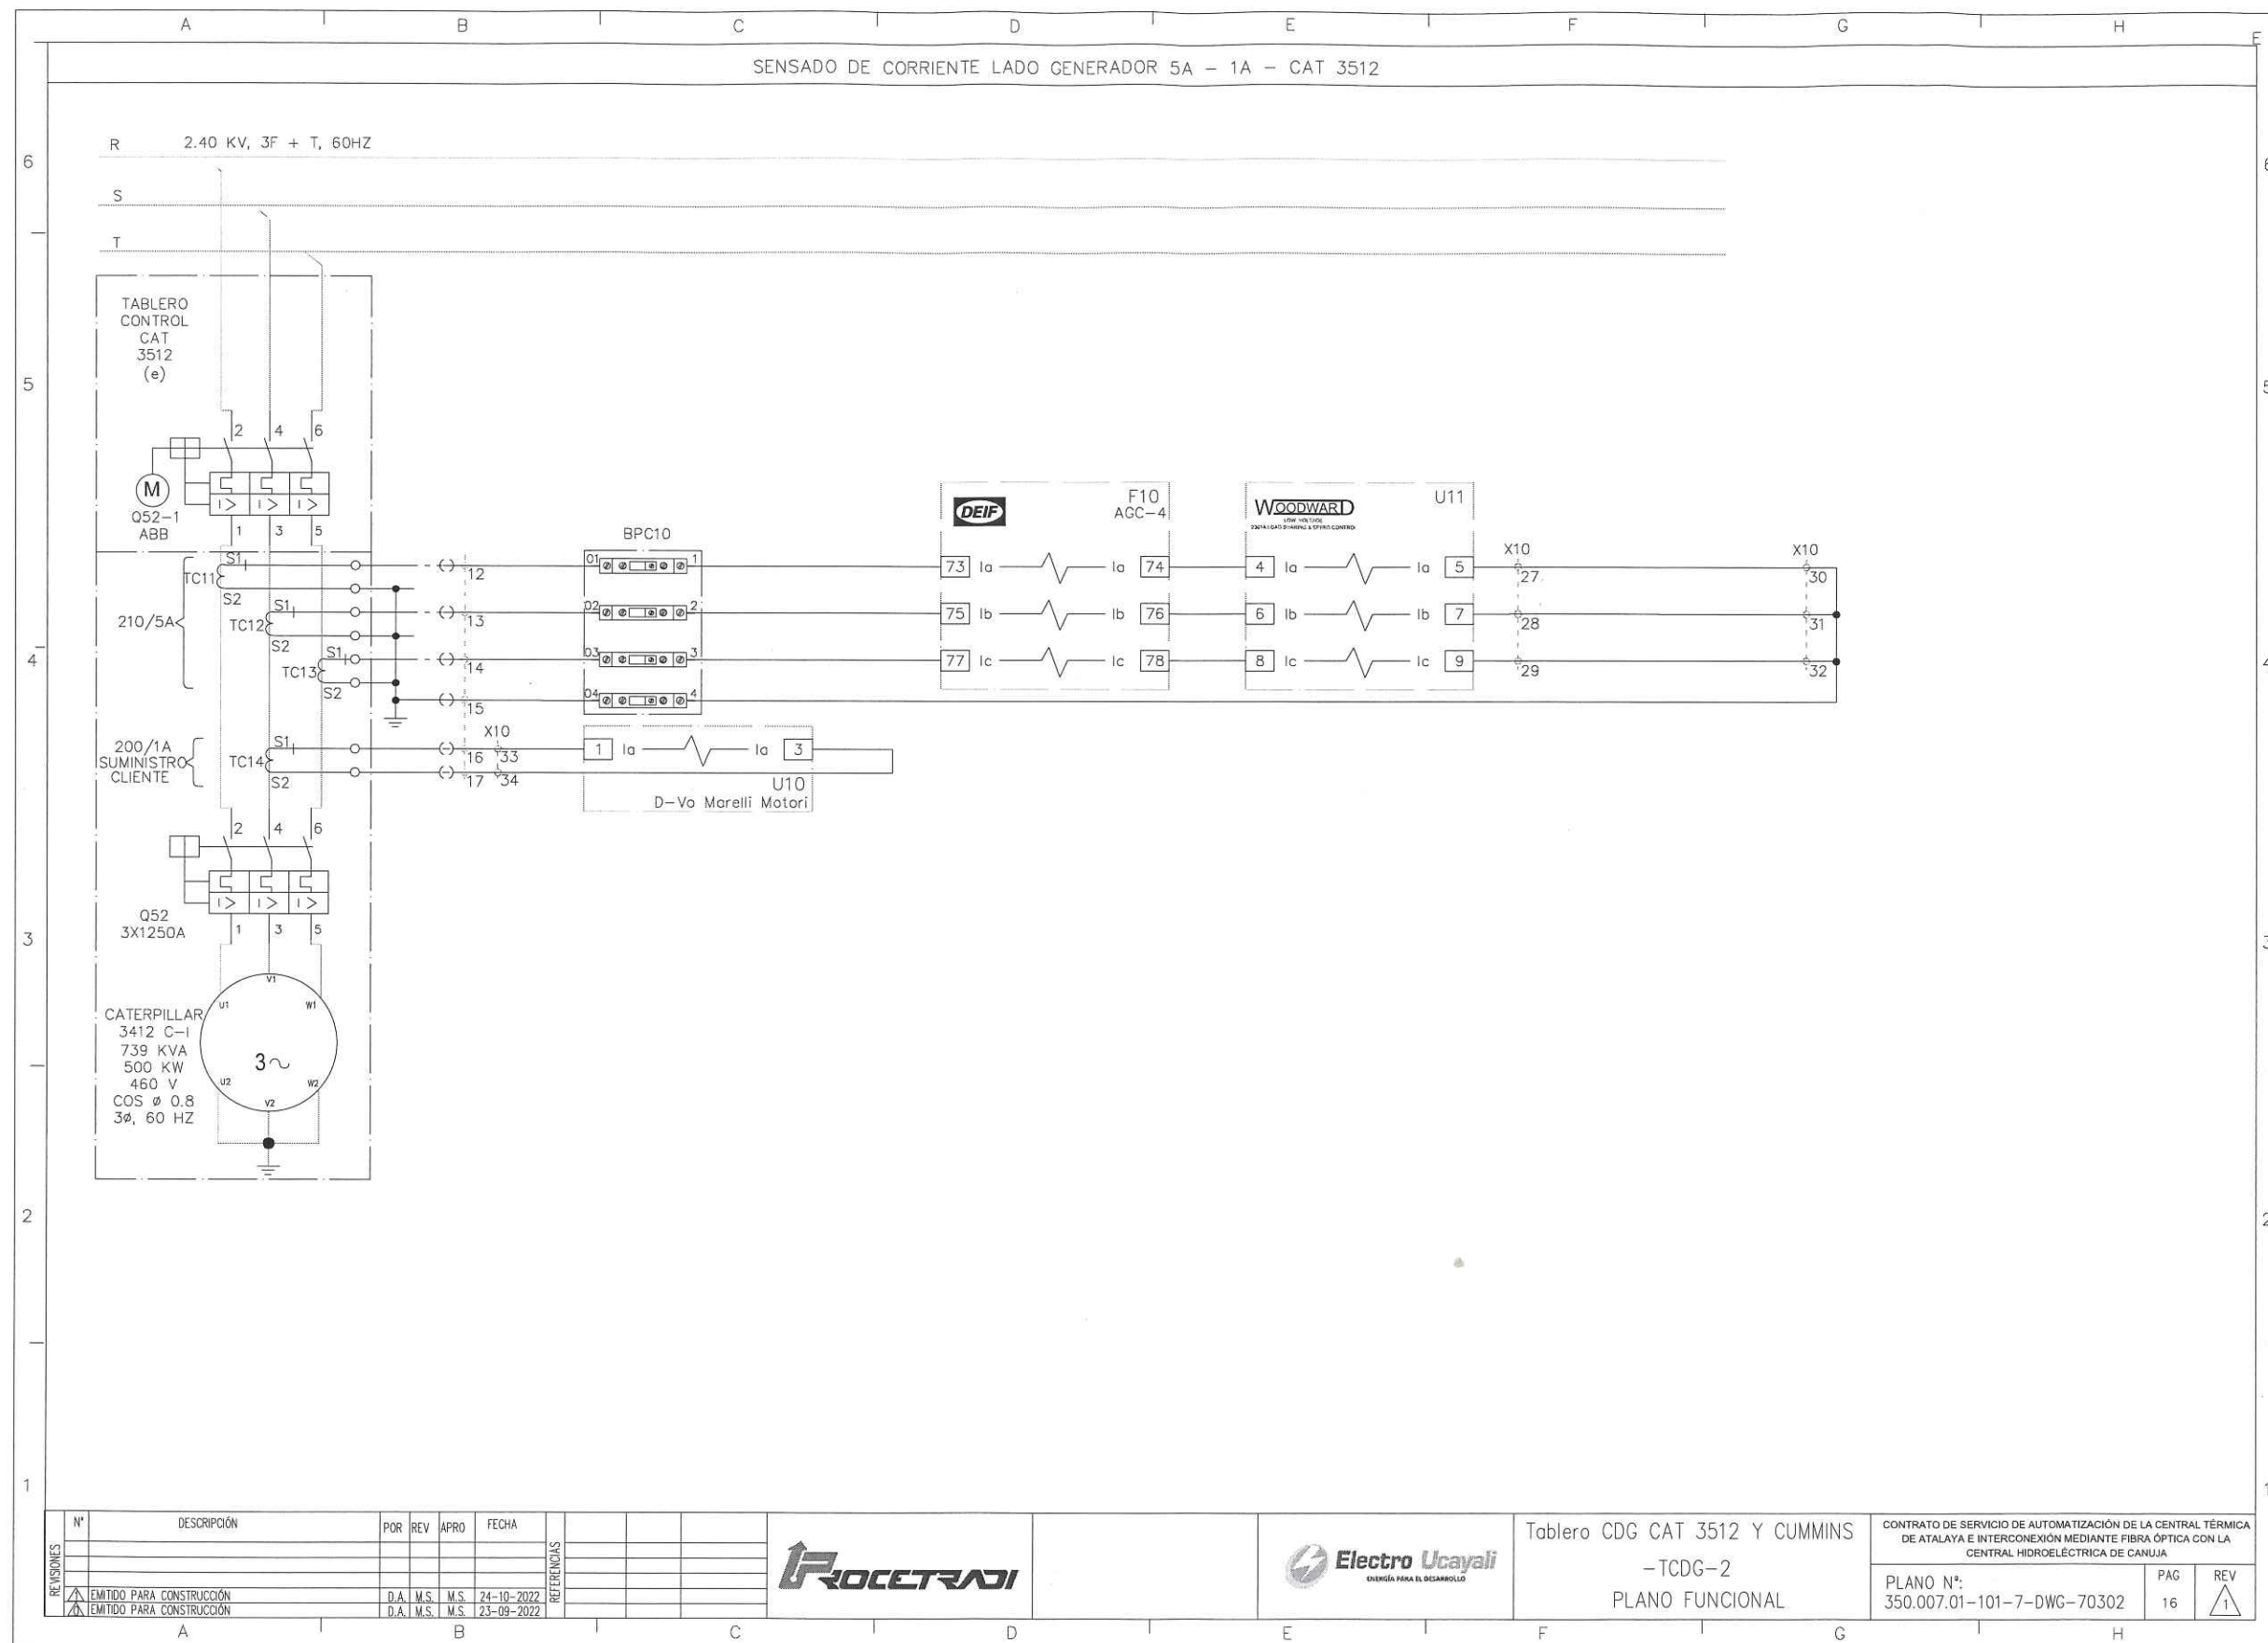 A B C D E F G H
E
SENSADO DE CORRIENTE LADO GENERADOR 5A – 1A – CAT 3512
R 2.40 KV, 3F + T, 60HZ
6
S
T
TABLERO
CONTROL
CAT
3512
(e)
5
2 4 6
M
I> I> I>
Q52-1
ABB
1 3 5
BPC10
DEIF
F10
AGC-4
WOODWARD
LOW VOLTAGE
2301A LOAD SHARING & SPEED CONTROL
U11
X10
X10
TC11 S1 12 01 1 73 Ia Ia 74 4 Ia Ia 5 27 30
S2
210/5A
TC12 S1 13 02 2 75 Ib Ib 76 6 Ib Ib 7 28 31
S2
4
TC13 S1 14 03 3 77 Ic Ic 78 8 Ic Ic 9 29 32
S2
15 04 4
X10
200/1A
SUMINISTRO
CLIENTE
TC14 S1 16 33 1 Ia Ia 3
S2 17 34
U10
D-Vo Marelli Motori
2 4 6
I> I> I>
Q52
3X1250A
1 3 5
3
V1
U1 W1
CATERPILLAR
3412 C-I
739 KVA
500 KW
460 V
COS ø 0.8
3ø, 60 HZ
3~
U2 W2
V2
2
1
REVISIONES
N° DESCRIPCIÓN POR REV APRO FECHA
1 EMITIDO PARA CONSTRUCCIÓN D.A. M.S. M.S. 24-10-2022
0 EMITIDO PARA CONSTRUCCIÓN D.A. M.S. M.S. 23-09-2022
REFERENCIAS
PROCETRADI
Electro Ucayali
ENERGÍA PARA EL DESARROLLO
Tablero CDG CAT 3512 Y CUMMINS
-TCDG-2
PLANO FUNCIONAL
CONTRATO DE SERVICIO DE AUTOMATIZACIÓN DE LA CENTRAL TÉRMICA
DE ATALAYA E INTERCONEXIÓN MEDIANTE FIBRA ÓPTICA CON LA
CENTRAL HIDROELÉCTRICA DE CANUJA
PLANO N°:
350.007.01-101-7-DWG-70302
PAG
16
REV
1
A B C D E F G H